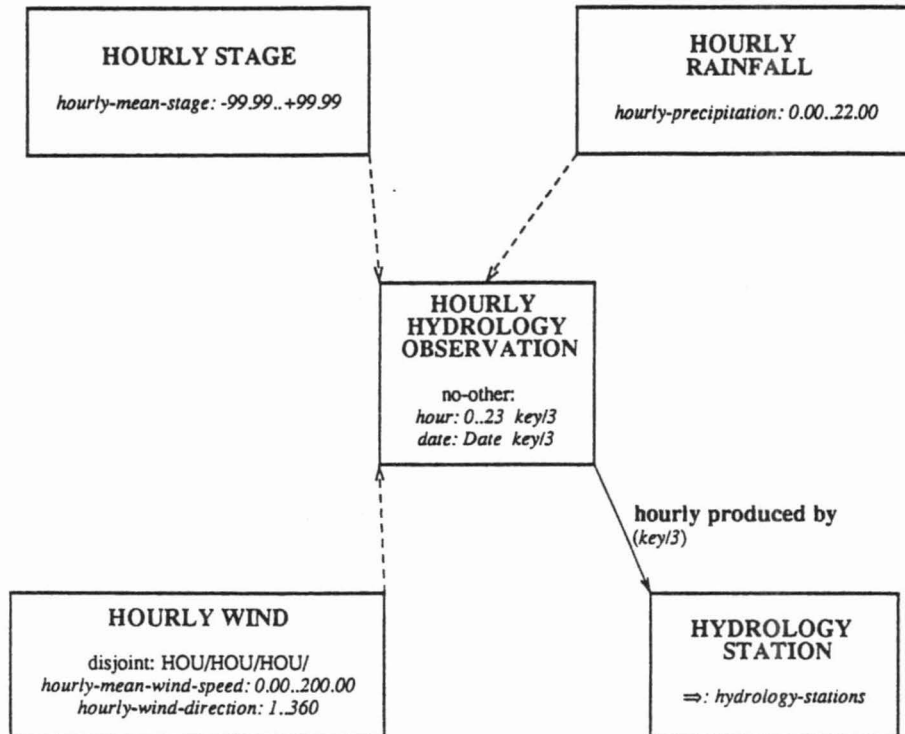 HOURLY STAGE
hourly-mean-stage: -99.99..+99.99
HOURLY
RAINFALL
hourly-precipitation: 0.00..22.00
HOURLY
HYDROLOGY
OBSERVATION
no-other:
hour: 0..23 key/3
date: Date key/3
hourly produced by
(key/3)
HOURLY WIND
disjoint: HOU/HOU/HOU/
hourly-mean-wind-speed: 0.00..200.00
hourly-wind-direction: 1..360
HYDROLOGY
STATION
⇒: hydrology-stations